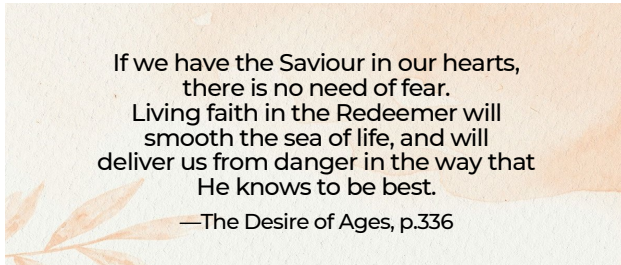 If we have the Saviour in our hearts,
there is no need of fear.
Living faith in the Redeemer will
smooth the sea of life, and will
deliver us from danger in the way that
He knows to be best.
—The Desire of Ages, p.336